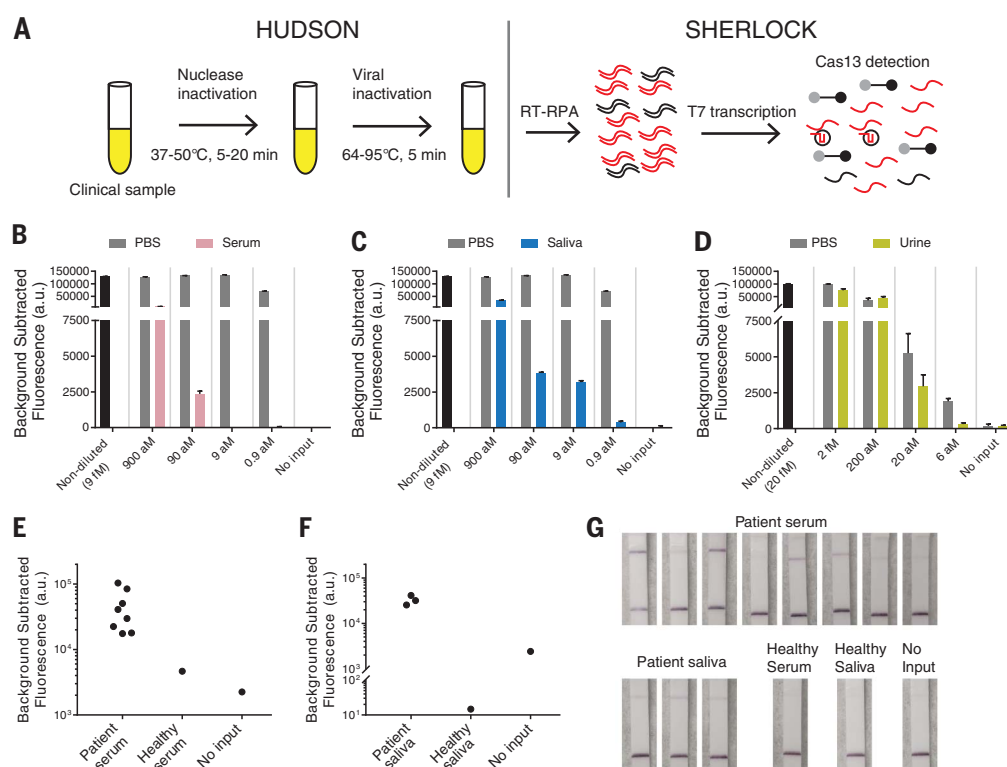 A
HUDSON
SHERLOCK
Nuclease
inactivation
37-50°C, 5-20 min
Viral
inactivation
64-95°C, 5 min
Clinical sample
RT-RPA
T7 transcription
Cas13 detection
B
PBS
Serum
Background Subtracted
Fluorescence (a.u.)
150000
100000
50000
7500
5000
2500
0
Non-diluted
(9 fM)
900 aM
90 aM
9 aM
0.9 aM
No input
C
PBS
Saliva
Background Subtracted
Fluorescence (a.u.)
150000
100000
50000
7500
5000
2500
0
Non-diluted
(9 fM)
900 aM
90 aM
9 aM
0.9 aM
No input
D
PBS
Urine
Background Subtracted
Fluorescence (a.u.)
150000
100000
50000
7500
5000
2500
0
Non-diluted
(20 fM)
2 fM
200 aM
20 aM
6 aM
No input
E
Background Subtracted
Fluorescence (a.u.)
10⁵
10⁴
10³
Patient
serum
Healthy
serum
No input
F
Background Subtracted
Fluorescence (a.u.)
10⁵
10⁴
10³
10²
10¹
Patient
saliva
Healthy
saliva
No input
G
Patient serum
Patient saliva
Healthy
Serum
Healthy
Saliva
No
Input